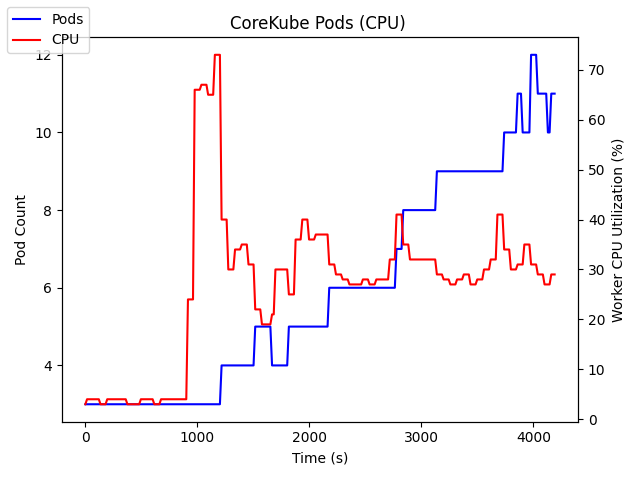 CoreKube Pods (CPU)
Pods
CPU
12
10
8
6
4
Pod Count
70
60
50
40
30
20
10
0
Worker CPU Utilization (%)
0 1000 2000 3000 4000
Time (s)